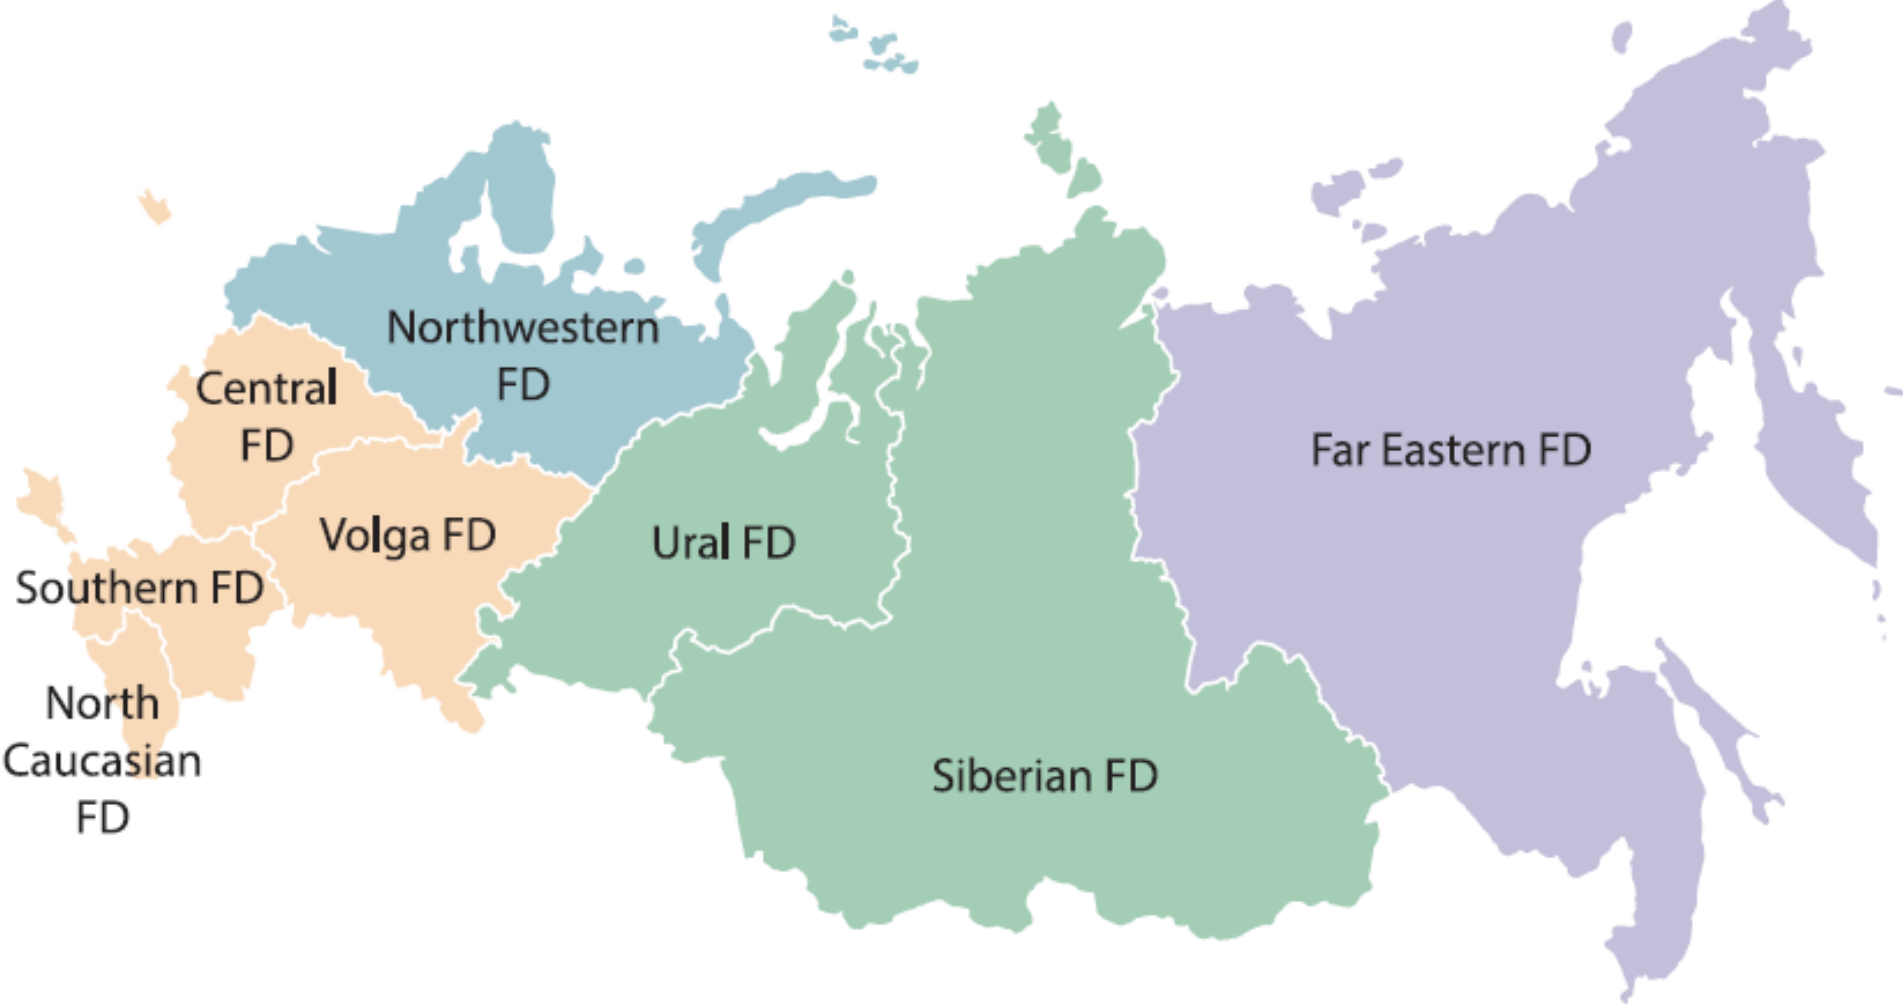 Northwestern
FD
Central
FD
Far Eastern FD
Volga FD
Ural FD
Southern FD
North
Caucasian
FD
Siberian FD